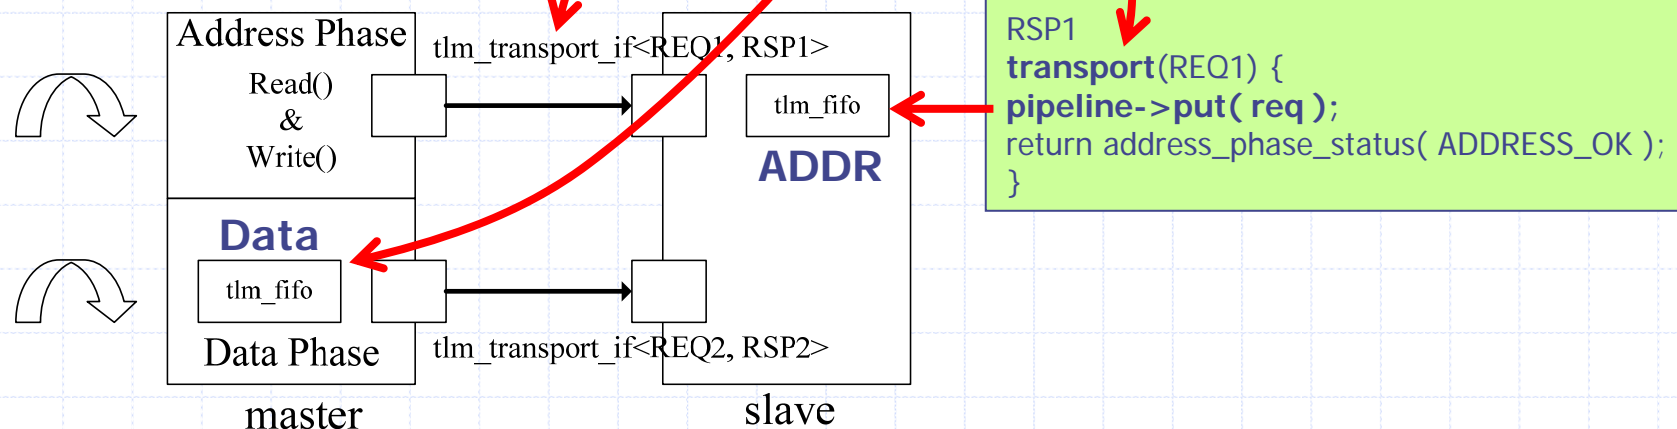 Address Phase
Read()
&
Write()
tlm_transport_if<REQ1, RSP1>
tlm_fifo
ADDR
Data
tlm_fifo
Data Phase
tlm_transport_if<REQ2, RSP2>
master
slave
RSP1
transport(REQ1) {
pipeline->put( req );
return address_phase_status( ADDRESS_OK );
}